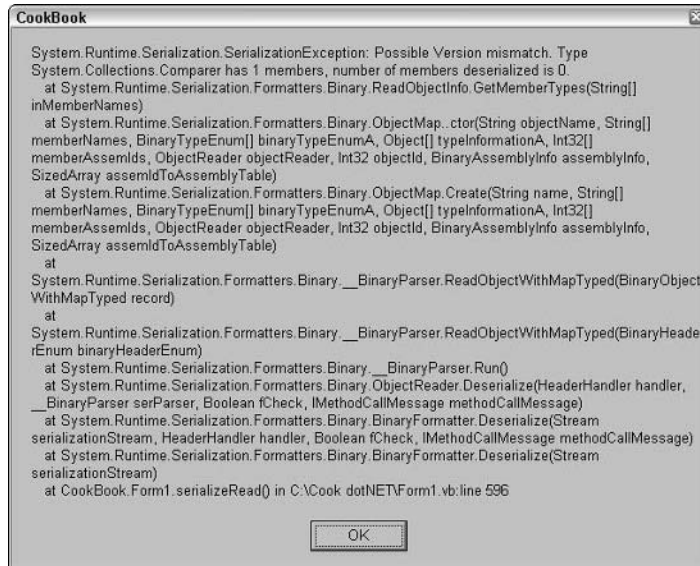 CookBook
System.Runtime.Serialization.SerializationException: Possible Version mismatch. Type
System.Collections.Comparer has 1 members, number of members deserialized is 0.
at System.Runtime.Serialization.Formatters.Binary.ReadObjectInfo.GetMemberTypes(String[]
inMemberNames)
at System.Runtime.Serialization.Formatters.Binary.ObjectMap..ctor(String objectName, String[]
memberNames, BinaryTypeEnum[] binaryTypeEnumA, Object[] typeInformationA, Int32[]
memberAssemIds, ObjectReader objectReader, Int32 objectId, BinaryAssemblyInfo assemblyInfo,
SizedArray assemIdToAssemblyTable)
at System.Runtime.Serialization.Formatters.Binary.ObjectMap.Create(String name, String[]
memberNames, BinaryTypeEnum[] binaryTypeEnumA, Object[] typeInformationA, Int32[]
memberAssemIds, ObjectReader objectReader, Int32 objectId, BinaryAssemblyInfo assemblyInfo,
SizedArray assemIdToAssemblyTable)
at
System.Runtime.Serialization.Formatters.Binary.__BinaryParser.ReadObjectWithMapTyped(BinaryObject
WithMapTyped record)
at
System.Runtime.Serialization.Formatters.Binary.__BinaryParser.ReadObjectWithMapTyped(BinaryHeade
rEnum binaryHeaderEnum)
at System.Runtime.Serialization.Formatters.Binary.__BinaryParser.Run()
at System.Runtime.Serialization.Formatters.Binary.ObjectReader.Deserialize(HeaderHandler handler,
__BinaryParser serParser, Boolean fCheck, IMethodCallMessage methodCallMessage)
at System.Runtime.Serialization.Formatters.Binary.BinaryFormatter.Deserialize(Stream
serializationStream, HeaderHandler handler, Boolean fCheck, IMethodCallMessage methodCallMessage)
at System.Runtime.Serialization.Formatters.Binary.BinaryFormatter.Deserialize(Stream
serializationStream)
at CookBook.Form1.serializeRead() in C:\Cook dotNET\Form1.vb:line 596
OK